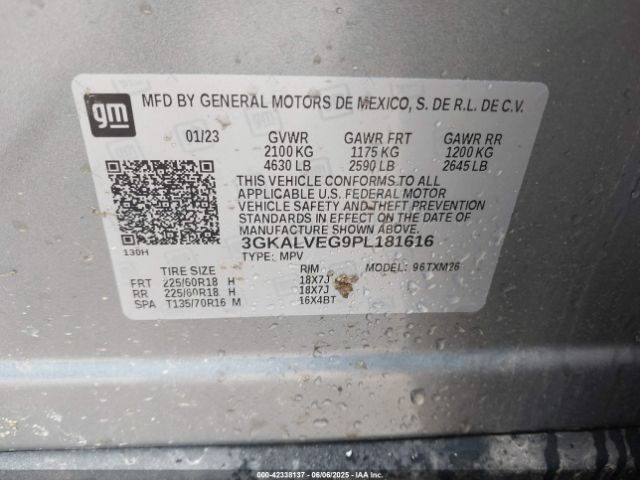 gm
MFD BY GENERAL MOTORS DE MEXICO, S. DE R.L. DE C.V.
01/23 GVWR GAWR FRT GAWR RR
2100 KG 1175 KG 1200 KG
4630 LB 2590 LB 2645 LB
THIS VEHICLE CONFORMS TO ALL
APPLICABLE U.S. FEDERAL MOTOR
VEHICLE SAFETY AND THEFT PREVENTION
STANDARDS IN EFFECT ON THE DATE OF
MANUFACTURE SHOWN ABOVE.
3GKALVEG9PL181616
130H
TYPE: MPV MODEL: 96TXM26
TIRE SIZE RIM
FRT 225/60R18 H 18X7J
RR 225/60R18 H 18X7J
SPA T135/70R16 M 16X4BT
000-42338137 - 06/06/2025 - IAA Inc.